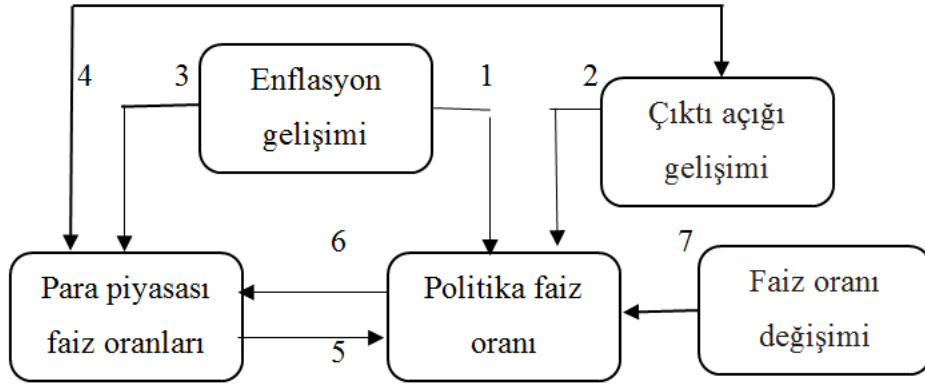 4
3
Enflasyon
gelişimi
1
2
Çıktı açığı
gelişimi
Para piyasası
faiz oranları
6
5
Politika faiz
oranı
7
Faiz oranı
değişimi